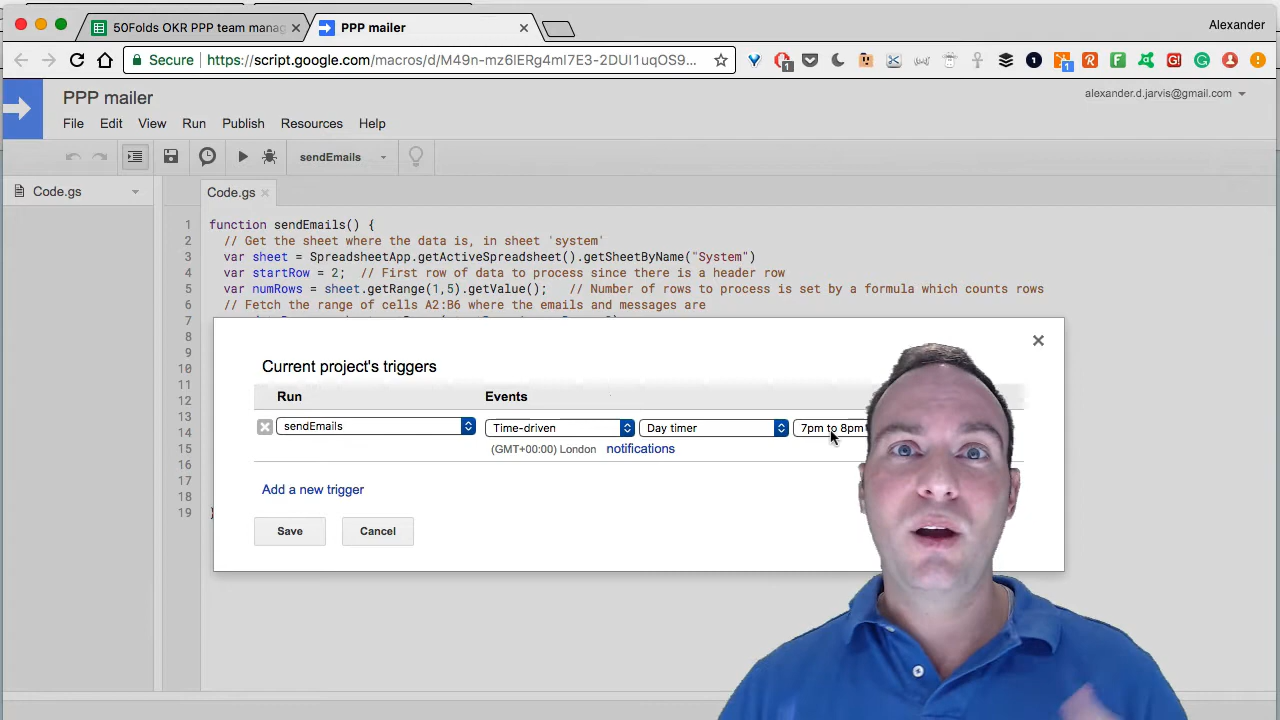 50Folds OKR PPP team manag
PPP mailer
Alexander
Secure https://script.google.com/macros/d/M49n-mz6IERg4mI7E3-2DUI1uqOS9...
PPP mailer
alexander.d.jarvis@gmail.com
File Edit View Run Publish Resources Help
sendEmails
Code.gs
Code.gs
1 function sendEmails() {
2 // Get the sheet where the data is, in sheet 'system'
3 var sheet = SpreadsheetApp.getActiveSpreadsheet().getSheetByName("System")
4 var startRow = 2; // First row of data to process since there is a header row
5 var numRows = sheet.getRange(1,5).getValue(); // Number of rows to process is set by a formula which counts rows
6 // Fetch the range of cells A2:B6 where the emails and messages are
7
8
9
10
11
12
13
14
15
16
17
18
19
Current project's triggers
Run Events
sendEmails Time-driven Day timer 7pm to 8pm
(GMT+00:00) London notifications
Add a new trigger
Save Cancel